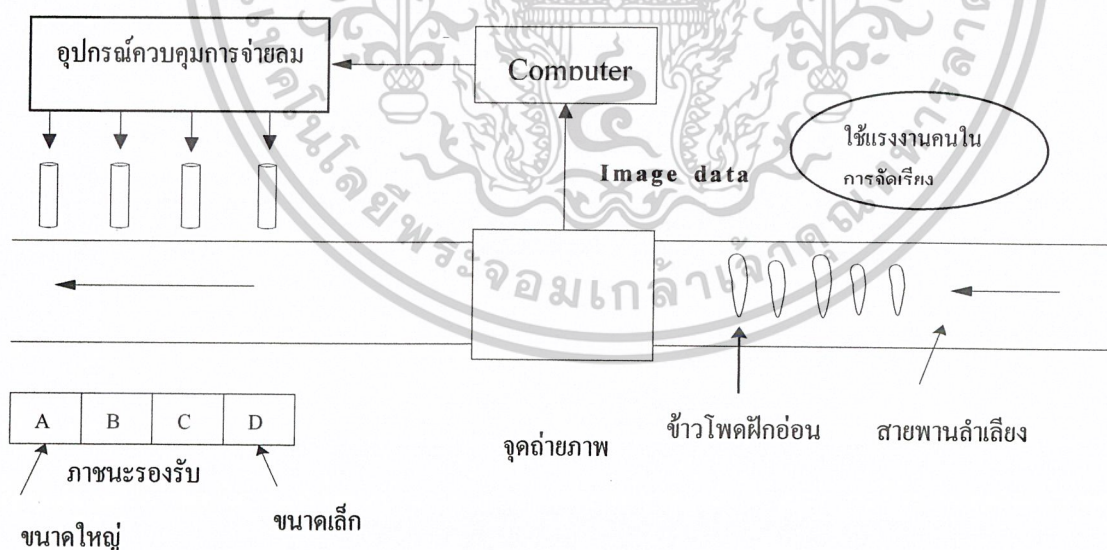 อุปกรณ์ควบคุมการจ่ายลม
Computer
ใช้แรงงานคนใน
การจัดเรียง
Image data
A B C D
ภาชนะรองรับ
ขนาดใหญ่
ขนาดเล็ก
จุดถ่ายภาพ
ข้าวโพดฝักอ่อน
สายพานลำเลียง